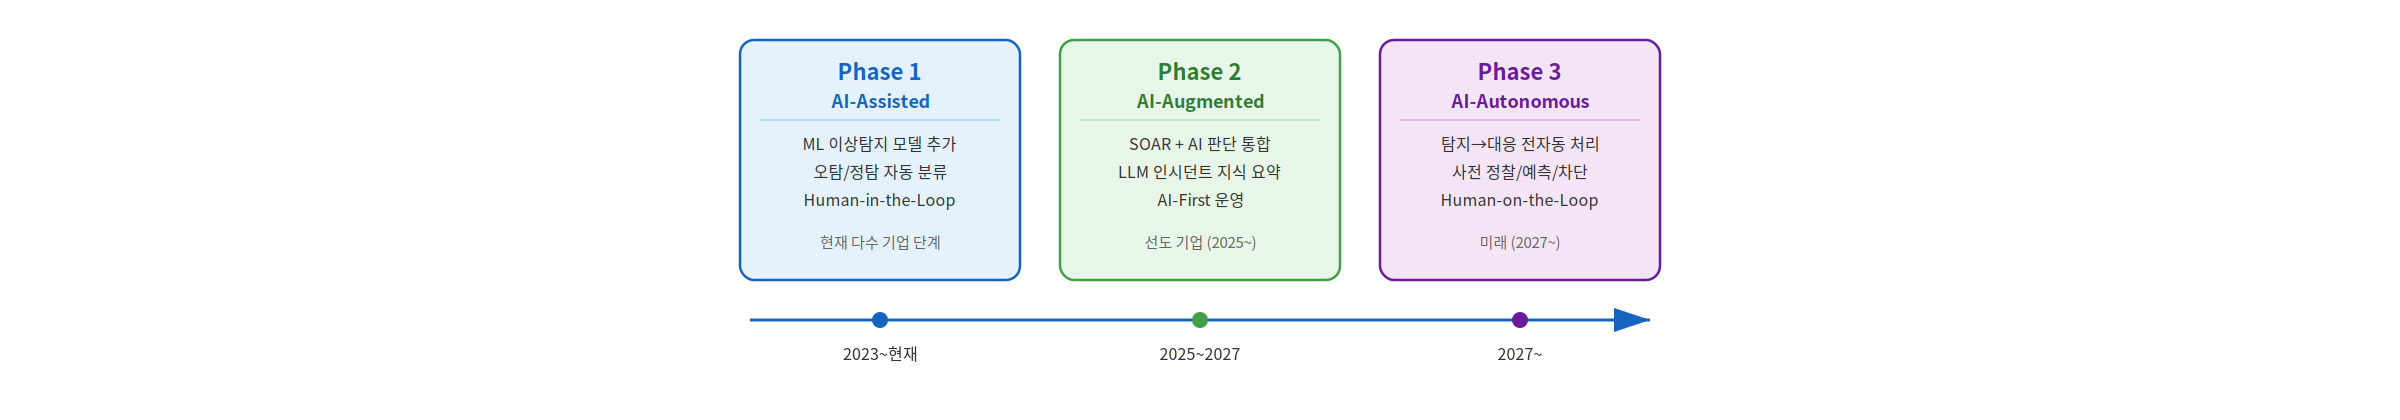 Phase 1
AI-Assisted
ML 이상탐지 모델 추가
오탐/정탐 자동 분류
Human-in-the-Loop
현재 다수 기업 단계
Phase 2
AI-Augmented
SOAR + AI 판단 통합
LLM 인시던트 지식 요약
AI-First 운영
선도 기업 (2025~)
Phase 3
AI-Autonomous
탐지→대응 전자동 처리
사전 정찰/예측/차단
Human-on-the-Loop
미래 (2027~)
2023~현재
2025~2027
2027~